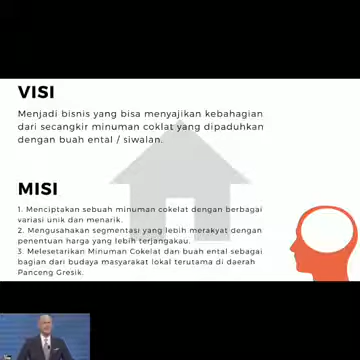 VISI
Menjadi bisnis yang bisa menyajikan kebahagian
dari secangkir minuman coklat yang dipaduhkan
dengan buah ental / siwalan.
MISI
1. Menciptakan sebuah minuman cokelat dengan berbagai
variasi unik dan menarik.
2. Mengusahakan segmentasi yang lebih merakyat dengan
penentuan harga yang lebih terjangakau.
3. Melesetarikan Minuman Cokelat dan buah ental sebagai
bagian dari budaya masyarakat lokal terutama di daerah
Panceng Gresik.